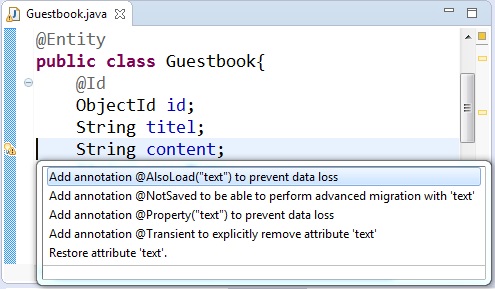 Guestbook.java
@Entity
public class Guestbook{
@Id
ObjectId id;
String titel;
String content;
Add annotation @AlsoLoad("text") to prevent data loss
Add annotation @NotSaved to be able to perform advanced migration with 'text'
Add annotation @Property("text") to prevent data loss
Add annotation @Transient to explicitly remove attribute 'text'
Restore attribute 'text'.